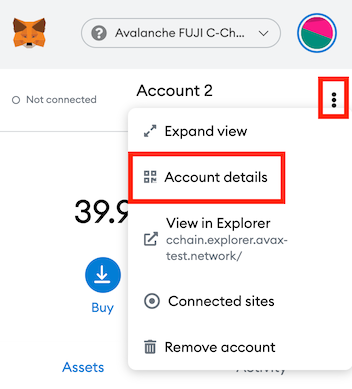 Avalanche FUJI C-Ch...
Not connected
Account 2
Expand view
Account details
39.9
View in Explorer
cchain.explorer.avax-
test.network/
Buy
Connected sites
Remove account
Assets
Activity